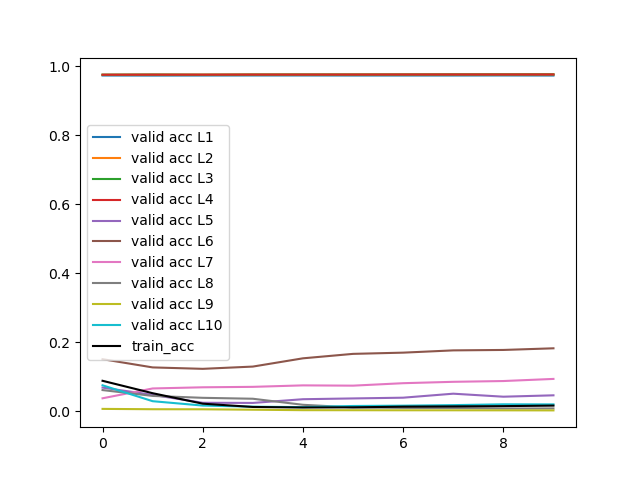 1.0
0.8
0.6
0.4
0.2
0.0
valid acc L1
valid acc L2
valid acc L3
valid acc L4
valid acc L5
valid acc L6
valid acc L7
valid acc L8
valid acc L9
valid acc L10
train_acc
0 2 4 6 8